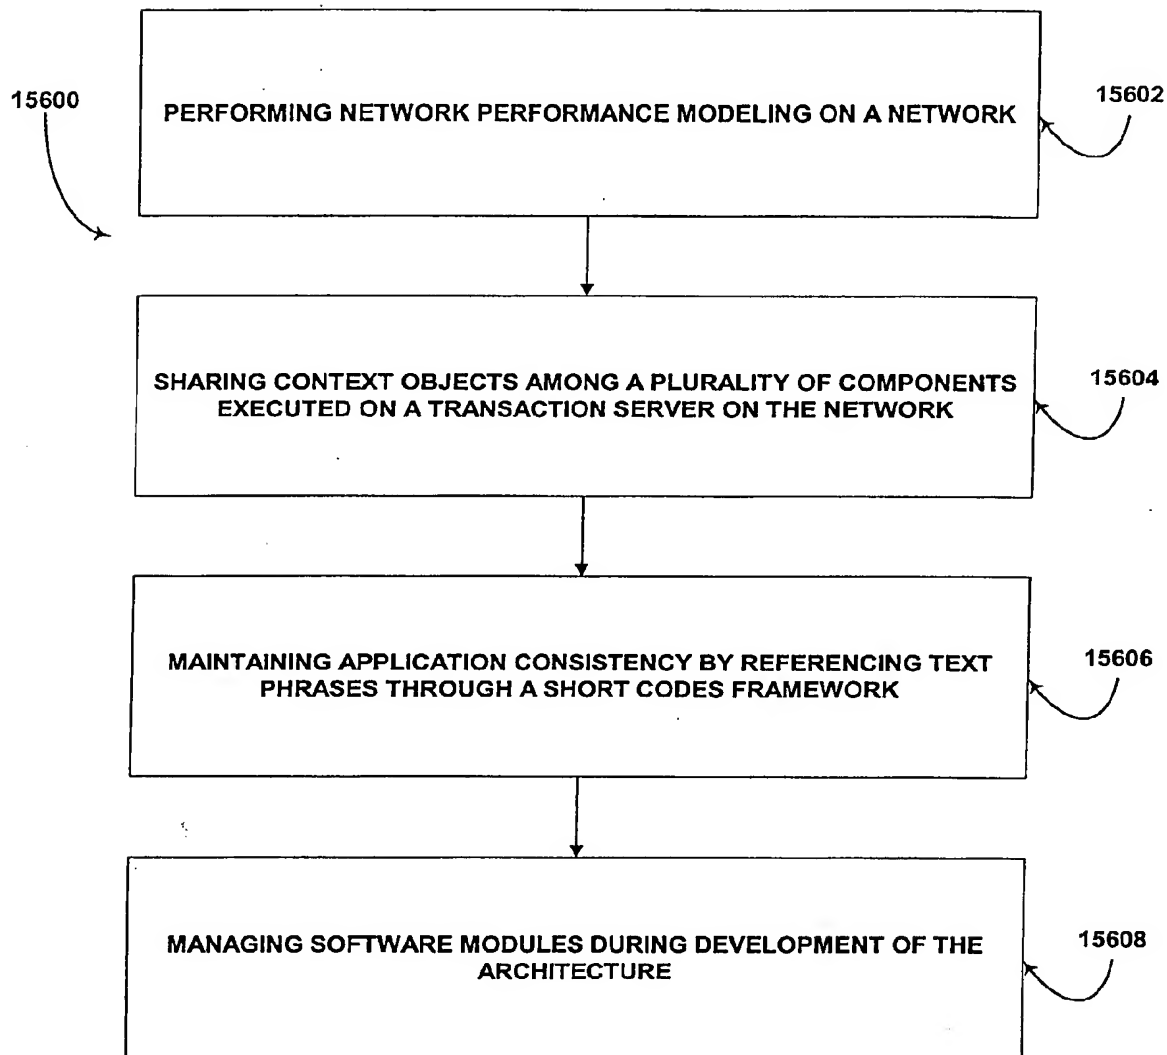 15600
PERFORMING NETWORK PERFORMANCE MODELING ON A NETWORK
15602
SHARING CONTEXT OBJECTS AMONG A PLURALITY OF COMPONENTS
EXECUTED ON A TRANSACTION SERVER ON THE NETWORK
15604
MAINTAINING APPLICATION CONSISTENCY BY REFERENCING TEXT
PHRASES THROUGH A SHORT CODES FRAMEWORK
15606
MANAGING SOFTWARE MODULES DURING DEVELOPMENT OF THE
ARCHITECTURE
15608